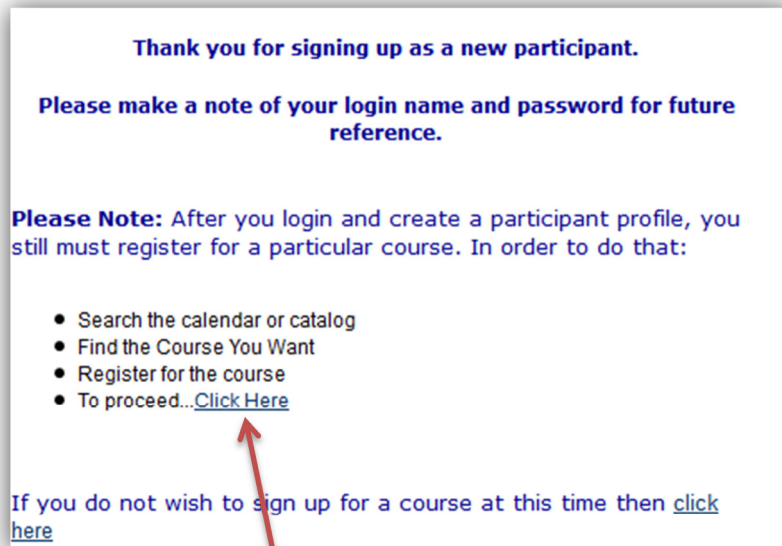 Thank you for signing up as a new participant.
Please make a note of your login name and password for future
reference.
Please Note: After you login and create a participant profile, you
still must register for a particular course. In order to do that:
• Search the calendar or catalog
• Find the Course You Want
• Register for the course
• To proceed...Click Here
If you do not wish to sign up for a course at this time then click
here